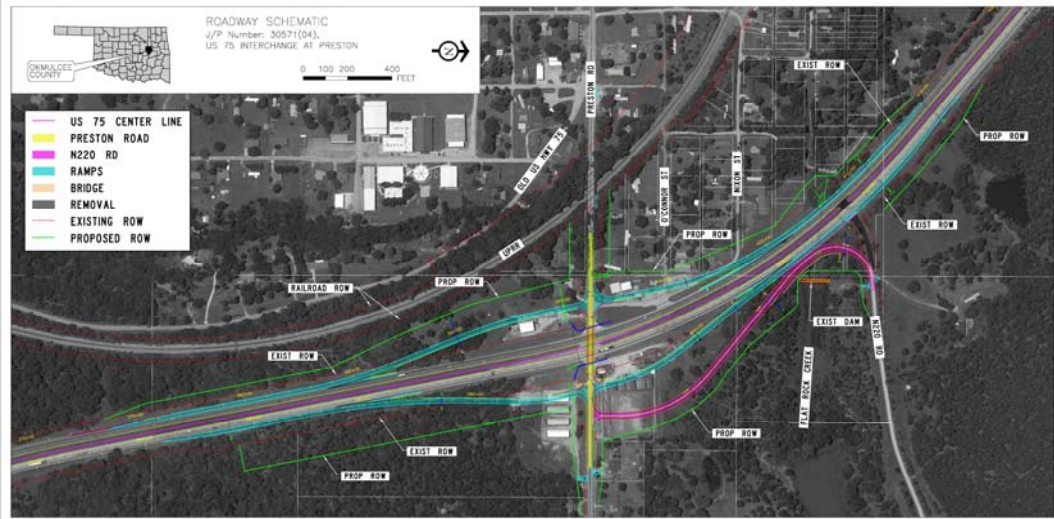 ROADWAY SCHEMATIC
J/P Number: 30571(04),
US 75 INTERCHANGE AT PRESTON
OKMULGEE
COUNTY
N
0 100 200 400
FEET
US 75 CENTER LINE
PRESTON ROAD
N220 RD
RAMPS
BRIDGE
REMOVAL
EXISTING ROW
PROPOSED ROW
PRESTON RD
EXIST ROW
PROP ROW
OLD US HWY 75
O'CONNOR ST
NIXON ST
UPRR
PROP ROW
EXIST ROW
RAILROAD ROW
PROP ROW
EXIST DAM
N220 RD
EXIST ROW
FLAT ROCK CREEK
PROP ROW
EXIST ROW
PROP ROW